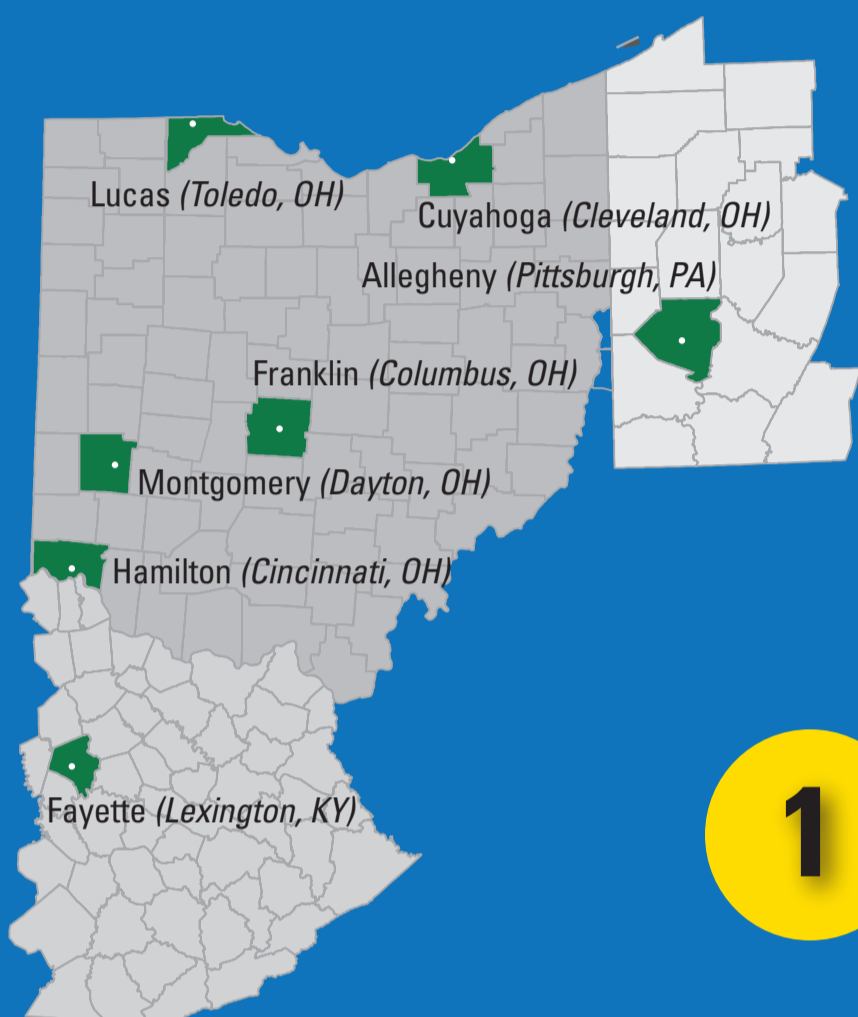 Lucas (Toledo, OH)
Cuyahoga (Cleveland, OH)
Allegheny (Pittsburgh, PA)
Franklin (Columbus, OH)
Montgomery (Dayton, OH)
Hamilton (Cincinnati, OH)
Fayette (Lexington, KY)
1